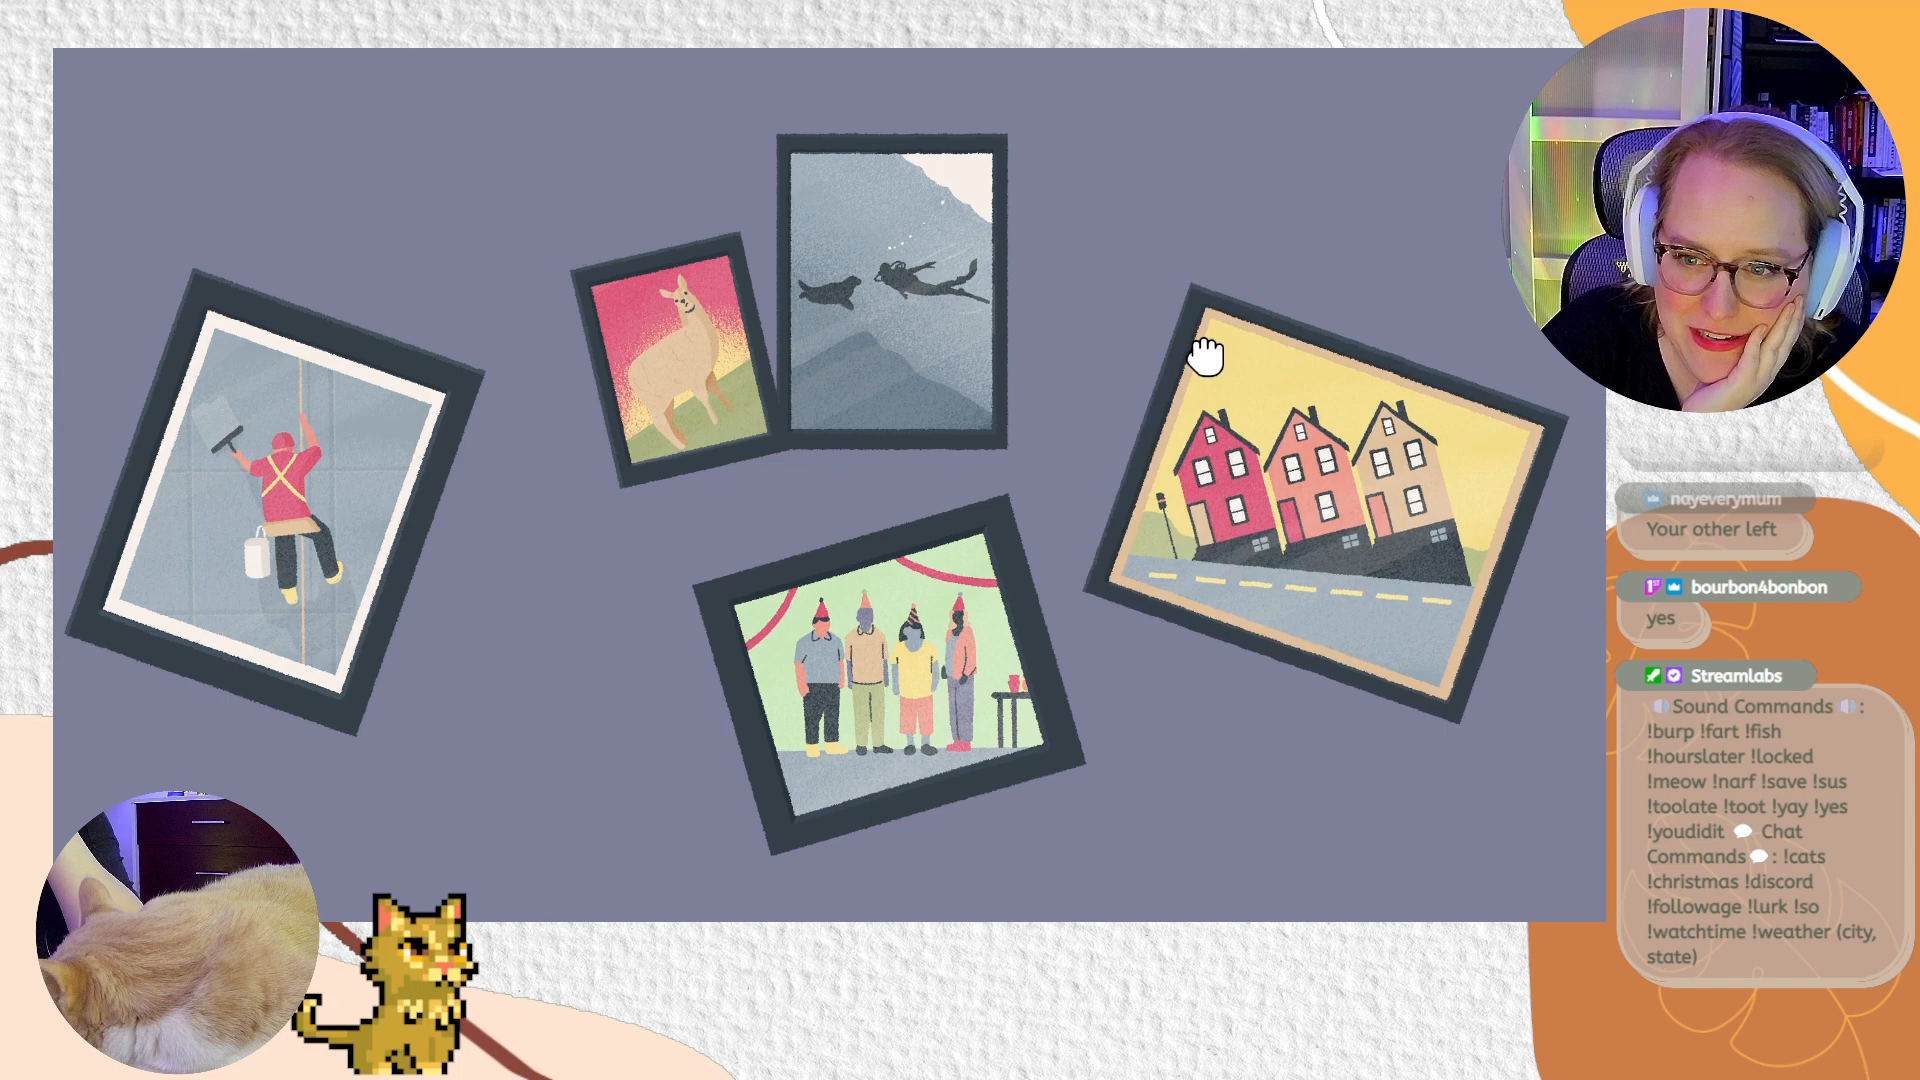 nayeverymum
Your other left
1ST bourbon4bonbon
yes
Streamlabs
Sound Commands :
!burp !fart !fish
!hourslater !locked
!meow !narf !save !sus
!toolate !toot !yay !yes
!youdidit Chat
Commands : !cats
!christmas !discord
!followage !lurk !so
!watchtime !weather (city,
state)